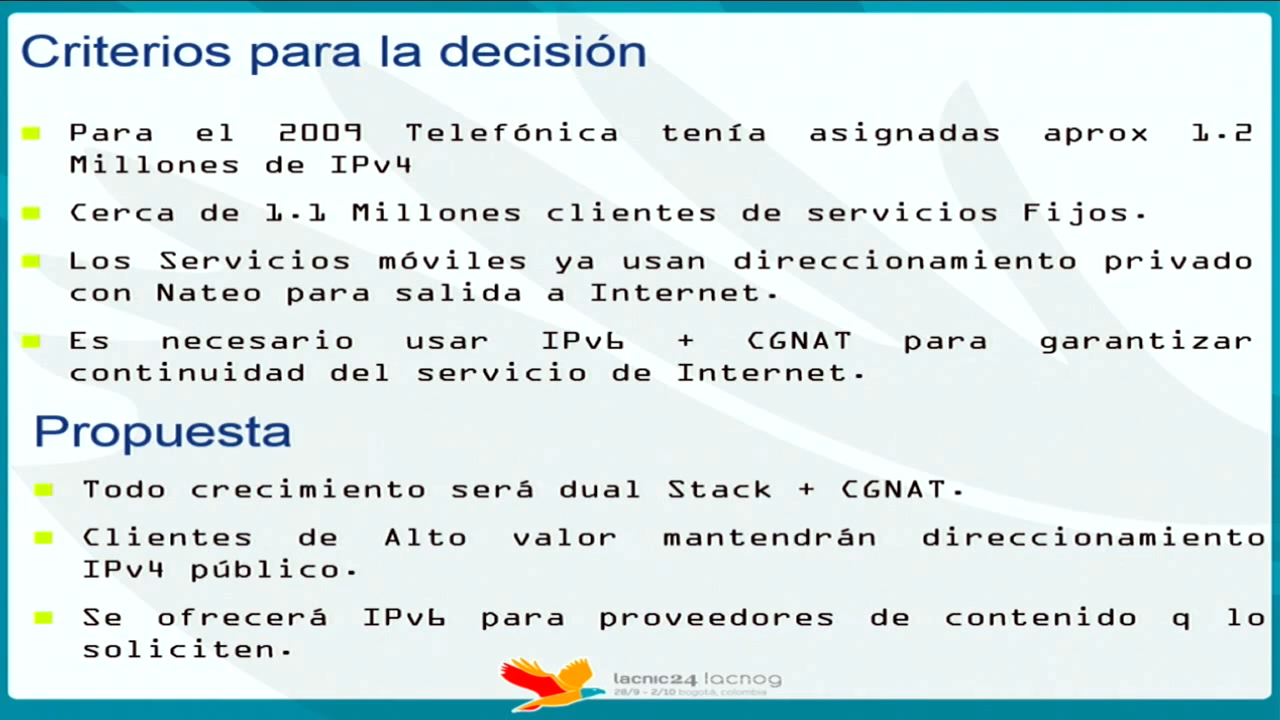 Criterios para la decisión
Para el 2009 Telefónica tenía asignadas aprox 1.2
Millones de IPv4
Cerca de 1.1 Millones clientes de servicios Fijos.
Los Servicios móviles ya usan direccionamiento privado
con Nateo para salida a Internet.
Es necesario usar IPv6 + CGNAT para garantizar
continuidad del servicio de Internet.
Propuesta
Todo crecimiento será dual Stack + CGNAT.
Clientes de Alto valor mantendrán direccionamiento
IPv4 público.
Se ofrecerá IPv6 para proveedores de contenido q lo
soliciten.
lacnic24 lacnog
28/9 - 2/10 bogotá, colombia